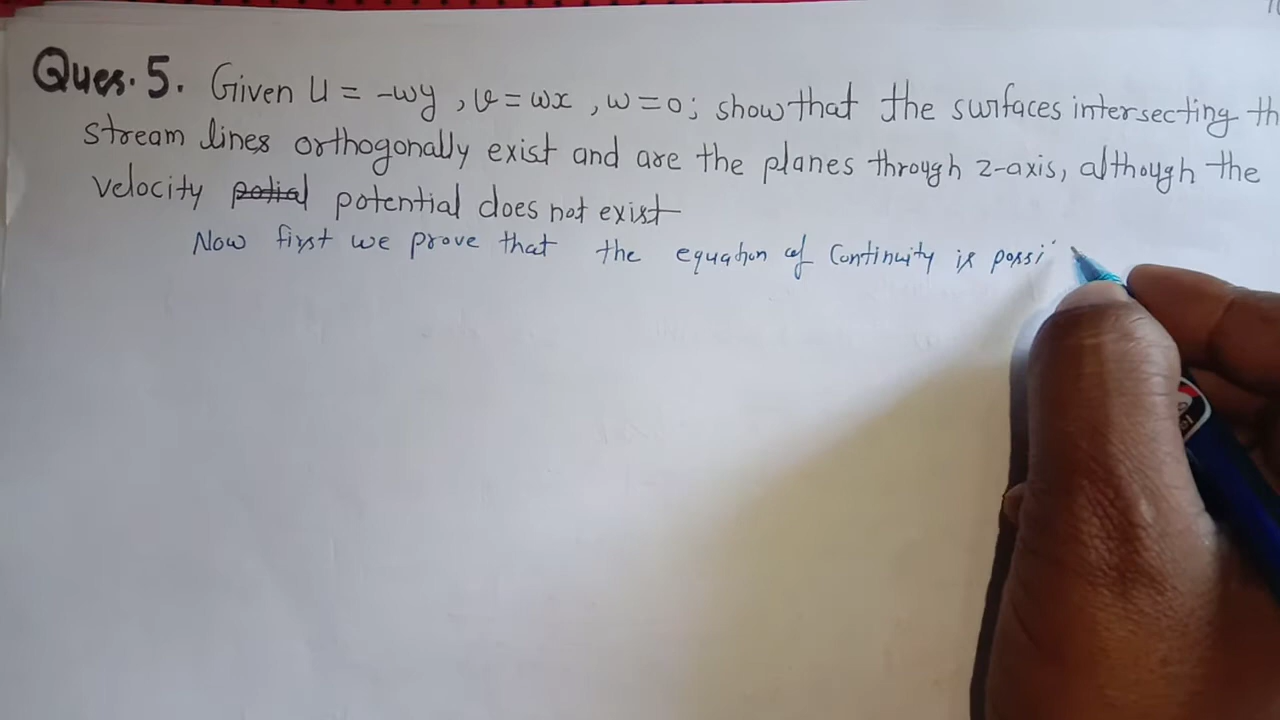 Ques. 5. Given U = -wy, v = wx, w = 0; show that the surfaces intersecting th
stream lines orthogonally exist and are the planes through z-axis, although the
velocity potial potential does not exist
Now first we prove that the equation of Continuity is possi